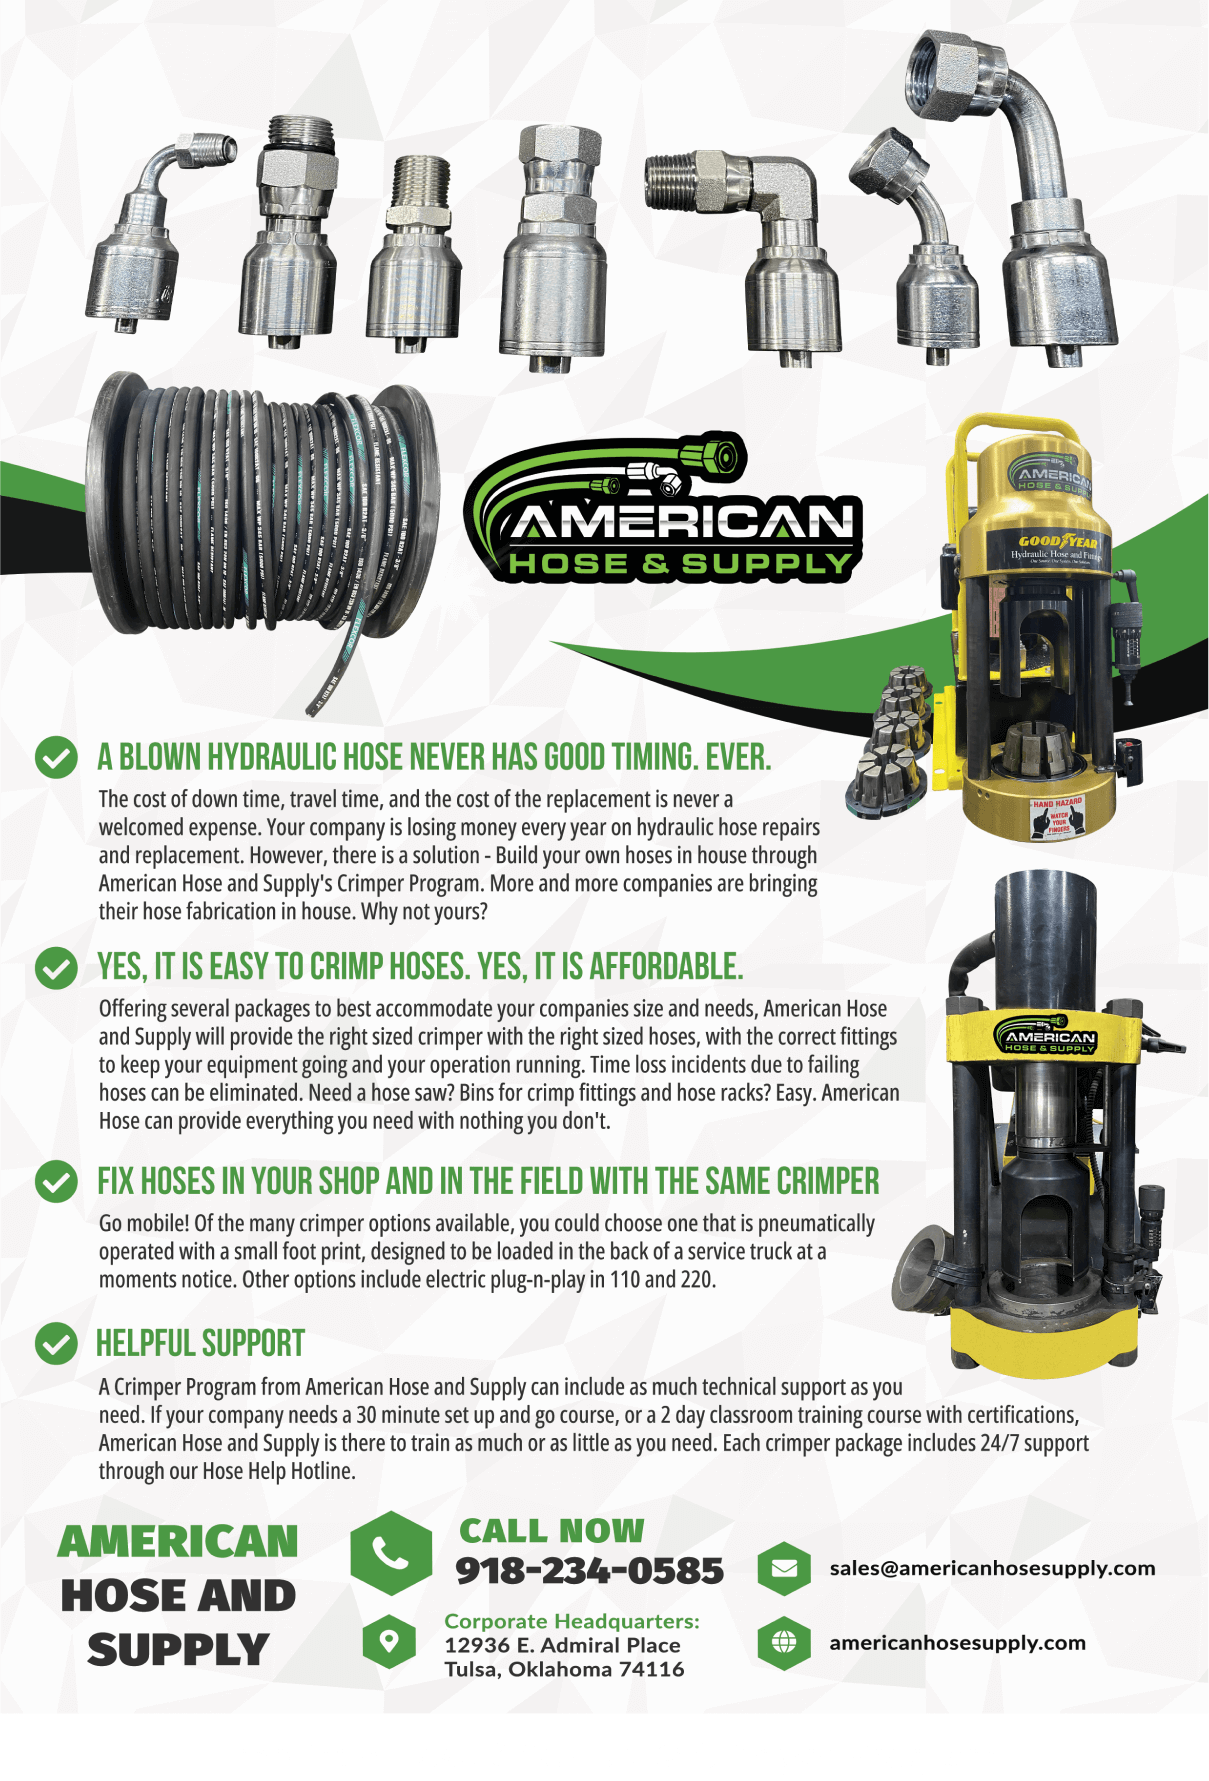 AMERICAN
HOSE & SUPPLY
AMERICAN
HOSE & SUPPLY
GOODYEAR
Hydraulic Hose and Fittings
HAND HAZARD
WATCH
YOUR
FINGERS
A BLOWN HYDRAULIC HOSE NEVER HAS GOOD TIMING. EVER.
The cost of down time, travel time, and the cost of the replacement is never a
welcomed expense. Your company is losing money every year on hydraulic hose repairs
and replacement. However, there is a solution - Build your own hoses in house through
American Hose and Supply's Crimper Program. More and more companies are bringing
their hose fabrication in house. Why not yours?
YES, IT IS EASY TO CRIMP HOSES. YES, IT IS AFFORDABLE.
Offering several packages to best accommodate your companies size and needs, American Hose
and Supply will provide the right sized crimper with the right sized hoses, with the correct fittings
to keep your equipment going and your operation running. Time loss incidents due to failing
hoses can be eliminated. Need a hose saw? Bins for crimp fittings and hose racks? Easy. American
Hose can provide everything you need with nothing you don't.
AMERICAN
HOSE & SUPPLY
FIX HOSES IN YOUR SHOP AND IN THE FIELD WITH THE SAME CRIMPER
Go mobile! Of the many crimper options available, you could choose one that is pneumatically
operated with a small foot print, designed to be loaded in the back of a service truck at a
moments notice. Other options include electric plug-n-play in 110 and 220.
HELPFUL SUPPORT
A Crimper Program from American Hose and Supply can include as much technical support as you
need. If your company needs a 30 minute set up and go course, or a 2 day classroom training course with certifications,
American Hose and Supply is there to train as much or as little as you need. Each crimper package includes 24/7 support
through our Hose Help Hotline.
AMERICAN
HOSE AND
SUPPLY
CALL NOW
918-234-0585
Corporate Headquarters:
12936 E. Admiral Place
Tulsa, Oklahoma 74116
sales@americanhosesupply.com
americanhosesupply.com